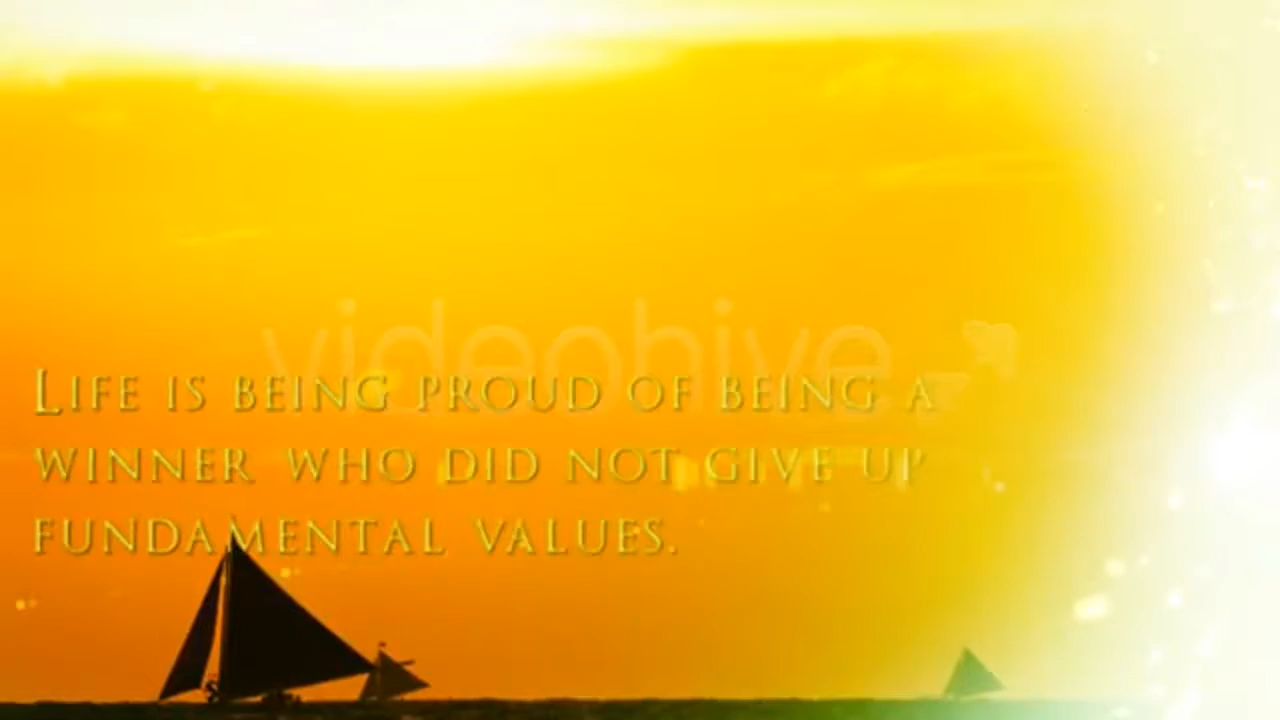 videohive
Life is being proud of being a
winner who did not give up
fundamental values.